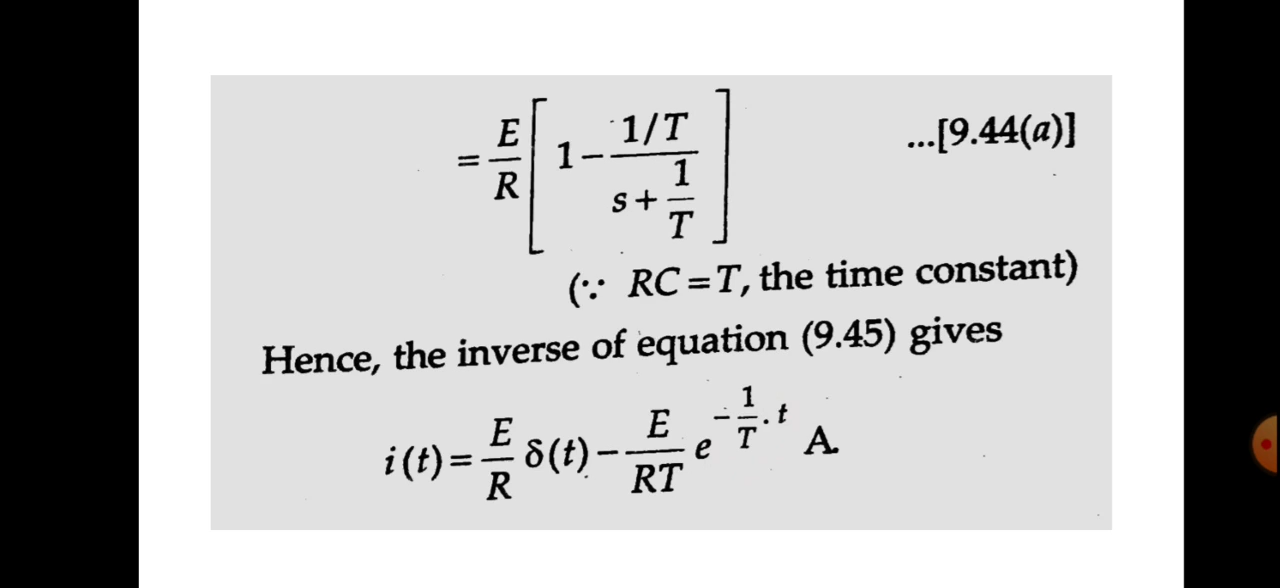 = E/R [1 - (1/T)/(s + 1/T)] ...[9.44(a)]
(∵ RC = T, the time constant)
Hence, the inverse of equation (9.45) gives
i(t) = E/R δ(t) - E/RT e^(-1/T · t) A.